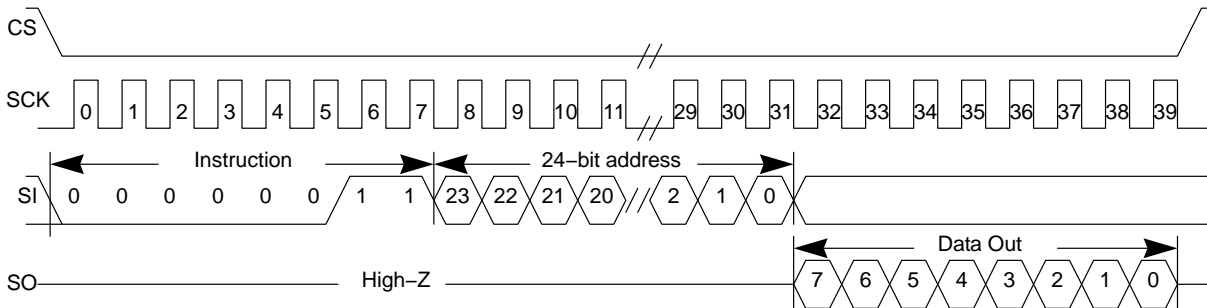 CS
SCK 0 1 2 3 4 5 6 7 8 9 10 11 29 30 31 32 33 34 35 36 37 38 39
Instruction 24–bit address
SI 0 0 0 0 0 0 1 1 23 22 21 20 2 1 0
Data Out
SO High–Z 7 6 5 4 3 2 1 0